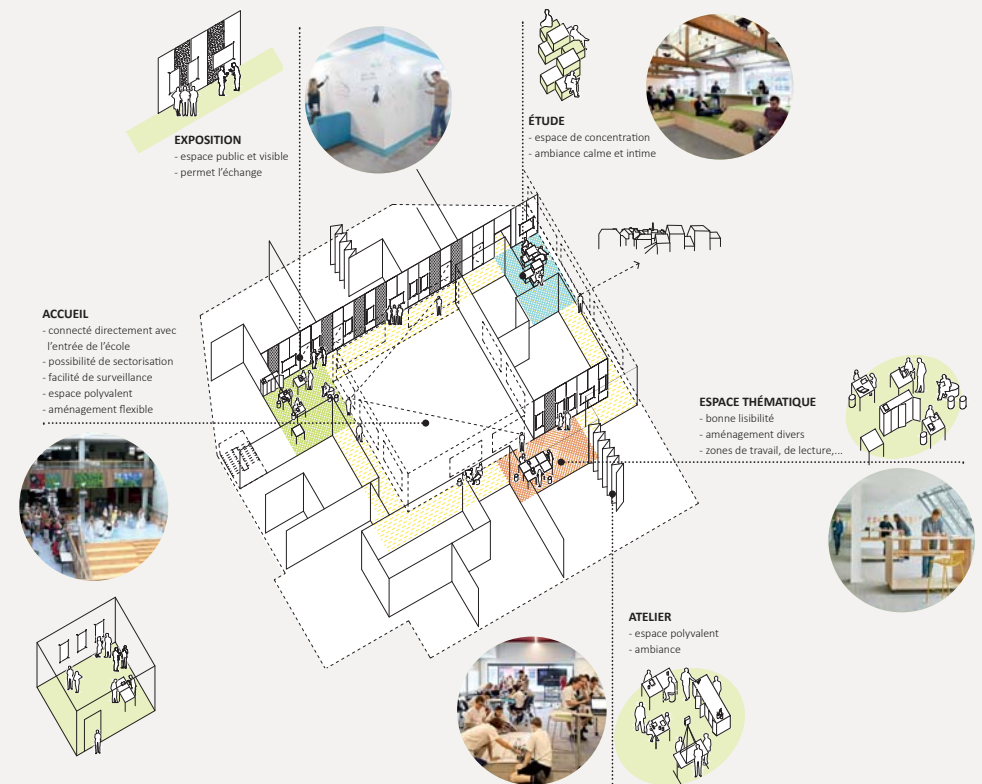 EXPOSITION
- espace public et visible
- permet l'échange
ÉTUDE
- espace de concentration
- ambiance calme et intime
ACCUEIL
- connecté directement avec
l'entrée de l'école
- possibilité de sectorisation
- facilité de surveillance
- espace polyvalent
- aménagement flexible
ESPACE THÉMATIQUE
- bonne lisibilité
- aménagement divers
- zones de travail, de lecture,...
ATELIER
- espace polyvalent
- ambiance